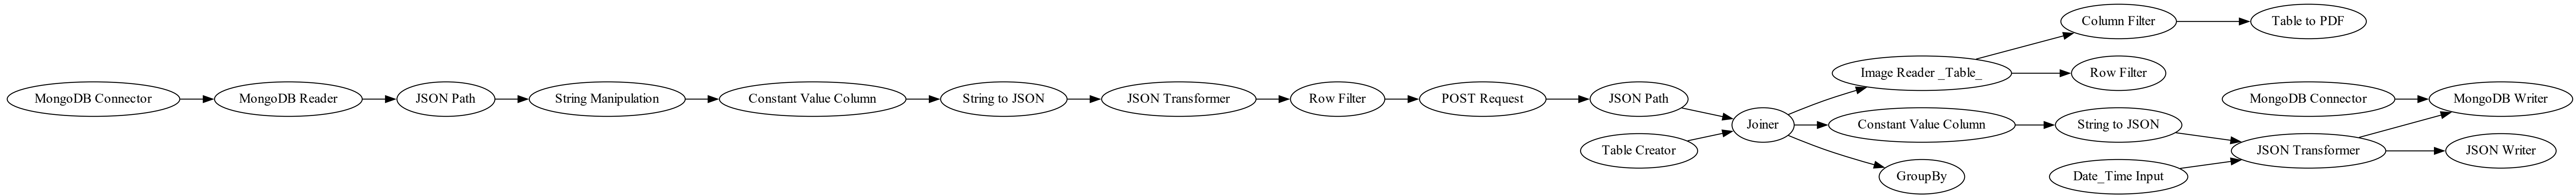 MongoDB Connector
MongoDB Reader
JSON Path
String Manipulation
Constant Value Column
String to JSON
JSON Transformer
Row Filter
POST Request
JSON Path
Table Creator
Joiner
Image Reader _Table_
Constant Value Column
GroupBy
Column Filter
Row Filter
String to JSON
Date_Time Input
Table to PDF
MongoDB Connector
JSON Transformer
MongoDB Writer
JSON Writer